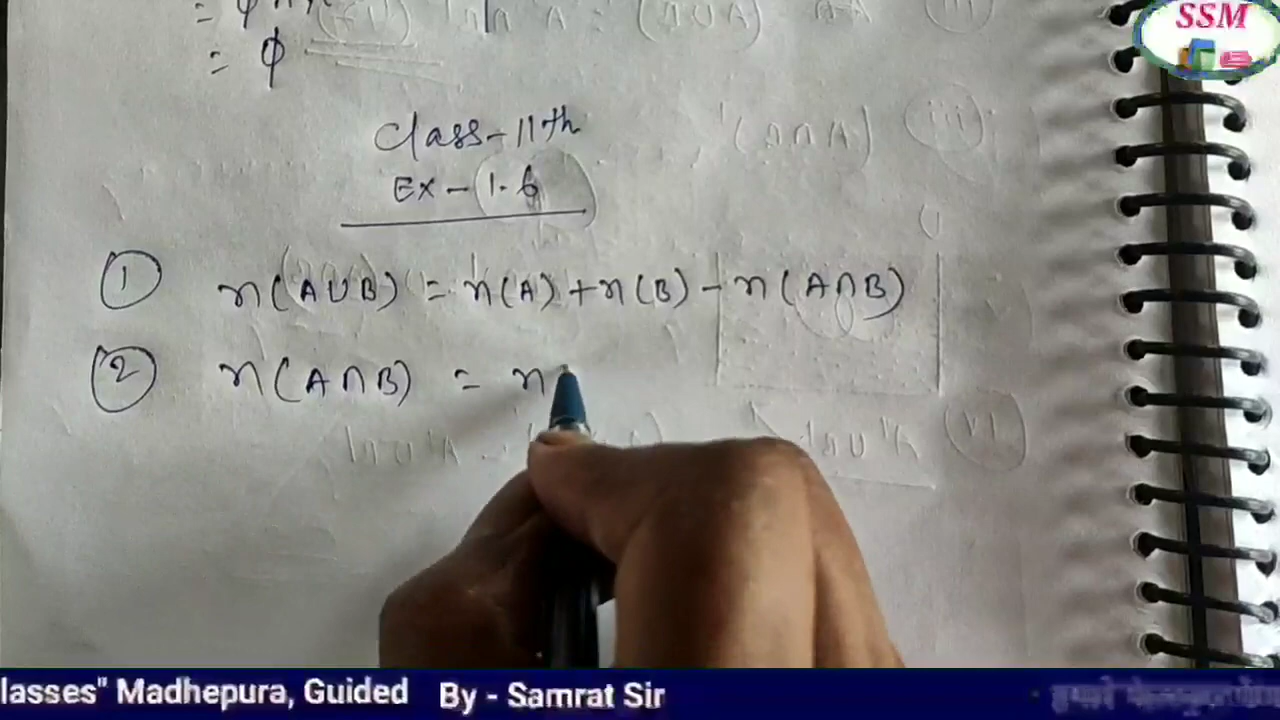 = φ
SSM
Class-11th
Ex-1.6
① n(A∪B) = n(A)+n(B)-n(A∩B)
② n(A∩B) = n
lasses" Madhepura, Guided By - Samrat Sir